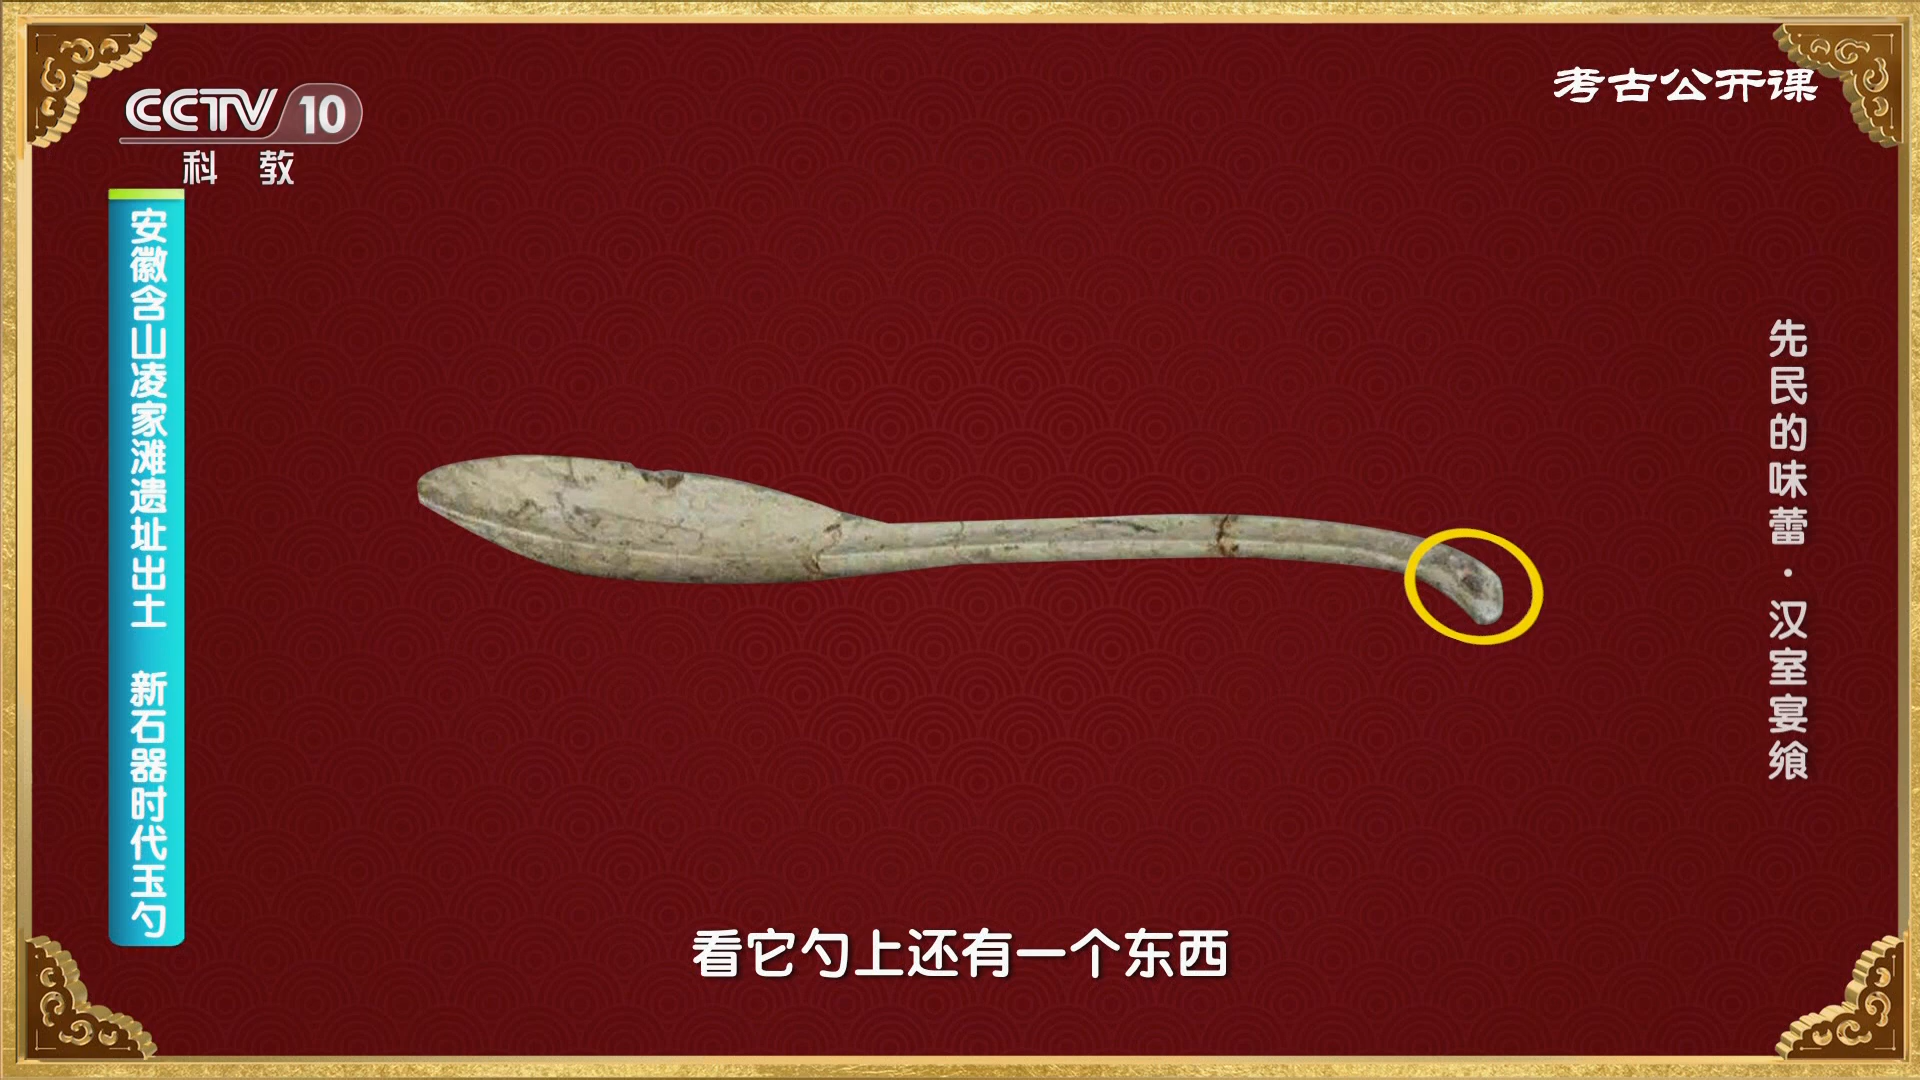 CCTV 10
科 教
考古公开课
安徽含山凌家滩遗址出土 新石器时代玉勺
先民的味蕾·汉室宴飨
看它勺上还有一个东西